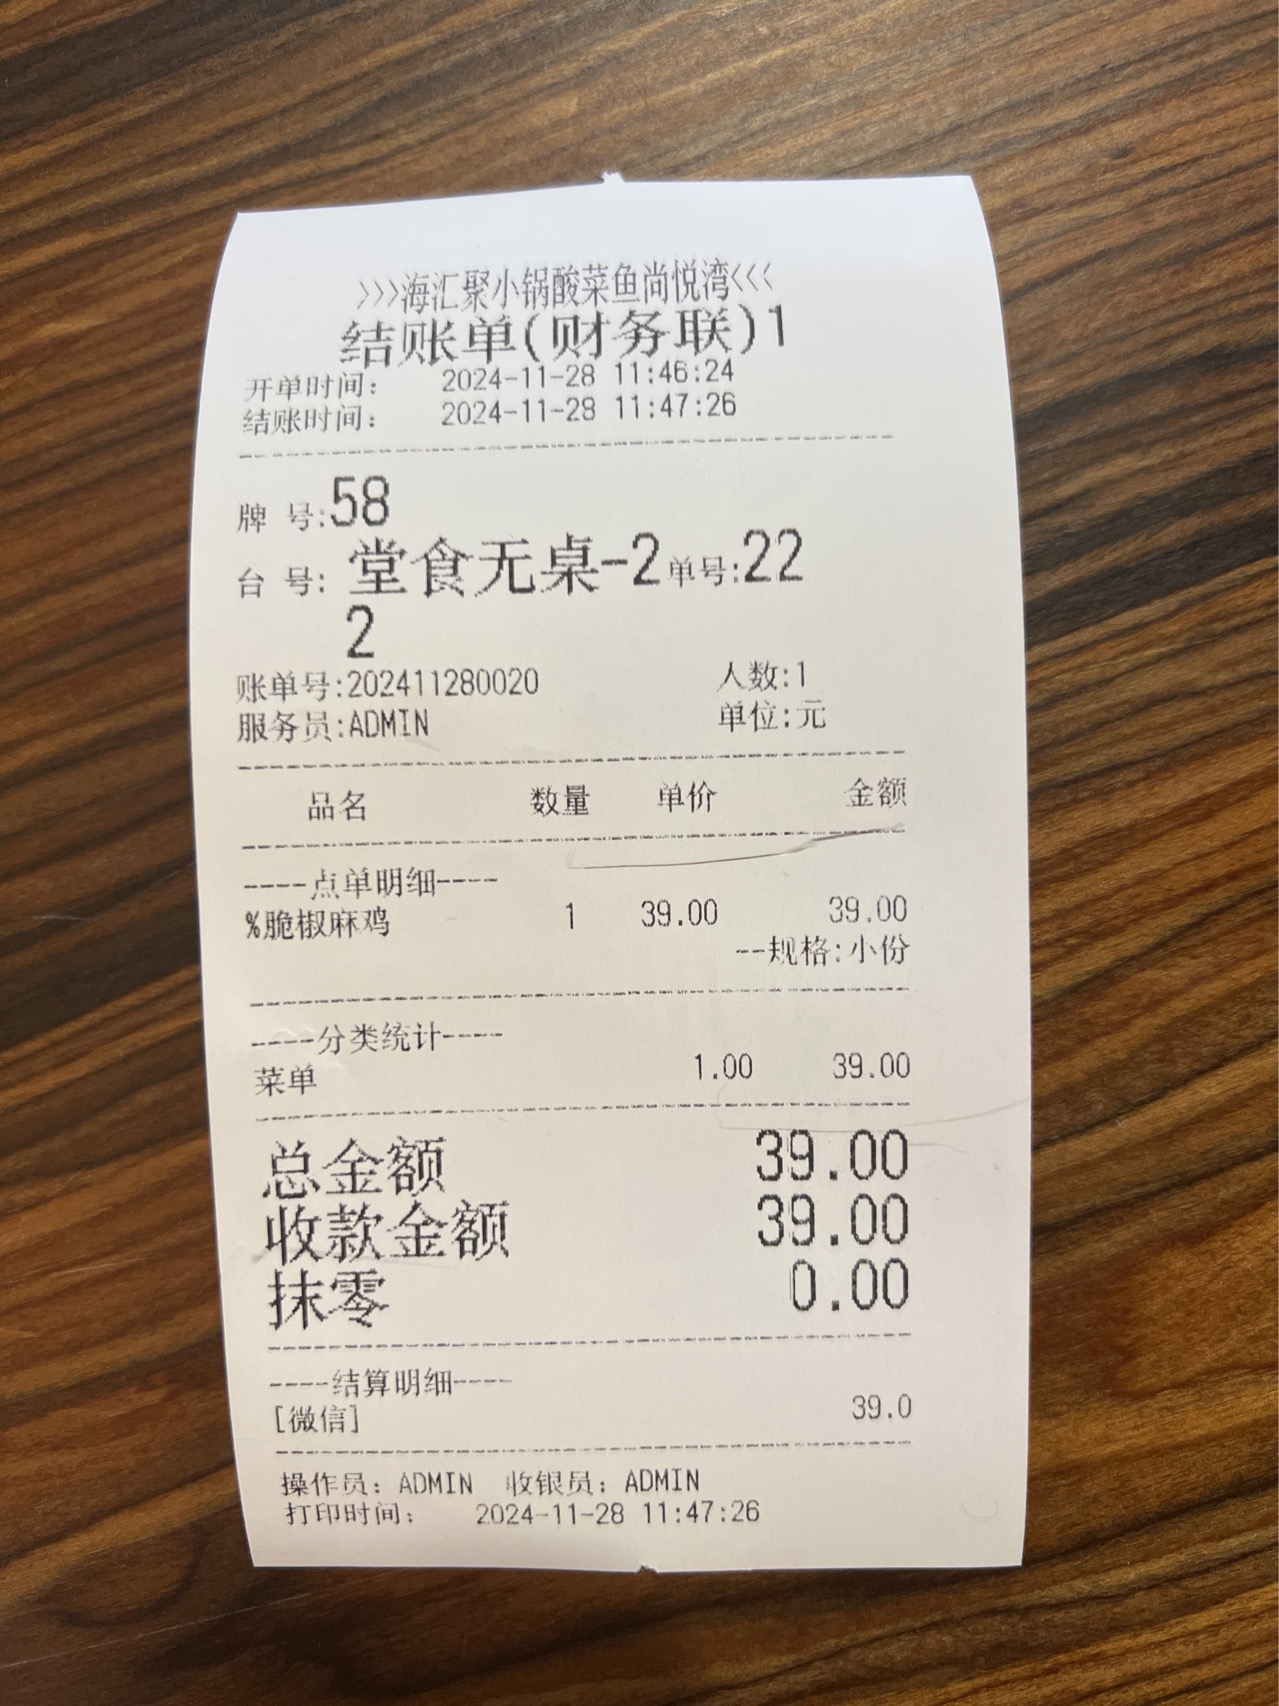 >>>海汇聚小锅酸菜鱼尚悦湾<<<
结账单(财务联)1
开单时间: 2024-11-28 11:46:24
结账时间: 2024-11-28 11:47:26
牌 号:58
台 号: 堂食无桌-2 单号:22
2
账单号:202411280020 人数:1
服务员:ADMIN 单位:元
品名 数量 单价 金额
----点单明细----
%脆椒麻鸡 1 39.00 39.00
--规格:小份
----分类统计----
菜单 1.00 39.00
总金额 39.00
收款金额 39.00
抹零 0.00
----结算明细----
[微信] 39.0
操作员: ADMIN 收银员: ADMIN
打印时间: 2024-11-28 11:47:26